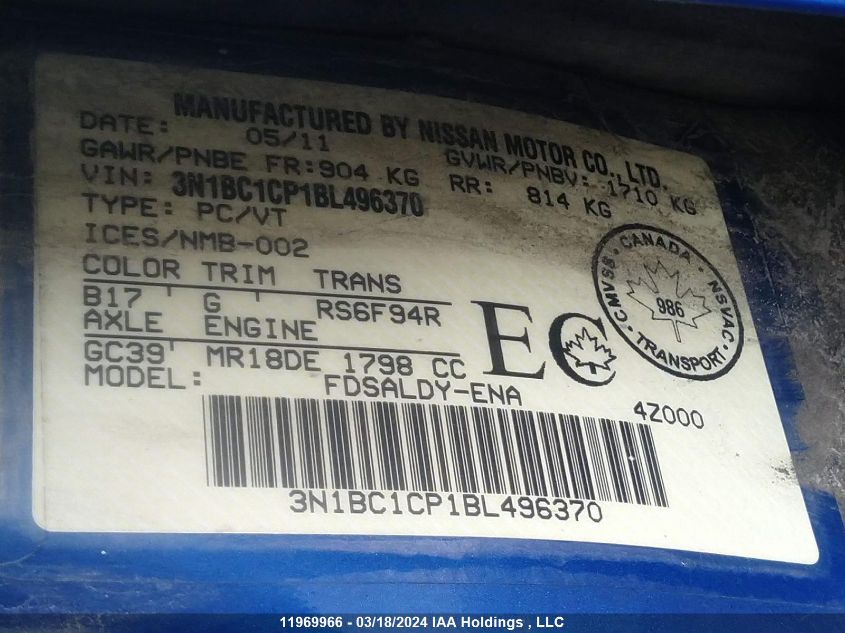 MANUFACTURED BY NISSAN MOTOR CO., LTD.
DATE: 05/11 GVWR/PNBV: 1710 KG
GAWR/PNBE FR: 904 KG RR: 814 KG
VIN: 3N1BC1CP1BL496370
TYPE: PC/VT
ICES/NMB-002
COLOR TRIM TRANS
B17 G RS6F94R
AXLE ENGINE
GC39 MR18DE 1798 CC
MODEL: FDSALDY-ENA
EC
CMVSS · CANADA · NSVAC · TRANSPORT ·
986
4Z000
3N1BC1CP1BL496370
11969966 - 03/18/2024 IAA Holdings , LLC